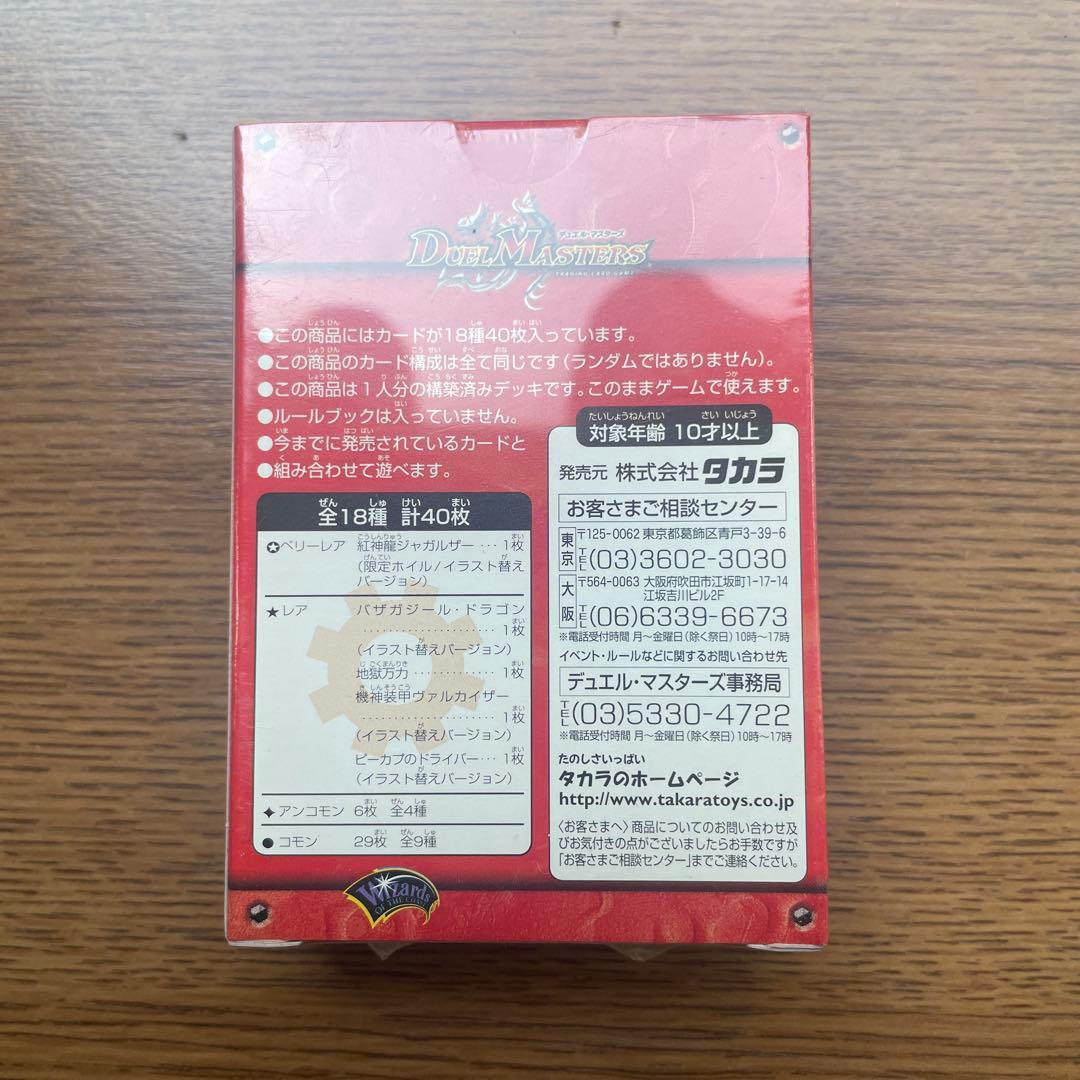 デュエル・マスターズ
DUEL MASTERS
TRADING CARD GAME
●この商品にはカードが18種40枚入っています。
●この商品のカード構成は全て同じです(ランダムではありません)。
●この商品は1人分の構築済みデッキです。このままゲームで使えます。
●ルールブックは入っていません。
●今までに発売されているカードと
●組み合わせて遊べます。
全18種 計40枚
✪ベリーレア 紅神龍ジャガルザー‥‥1枚
(限定ホイル/イラスト替え
バージョン)
★レア バザガジール・ドラゴン
‥‥‥‥‥‥‥‥‥‥1枚
(イラスト替えバージョン)
地獄万力‥‥‥‥‥‥1枚
機神装甲ヴァルカイザー
‥‥‥‥‥‥‥‥‥‥1枚
(イラスト替えバージョン)
ピーカプのドライバー‥‥1枚
(イラスト替えバージョン)
✦アンコモン 6枚 全4種
●コモン 29枚 全9種
Wizards
OF THE COAST
対象年齢 10才以上
発売元 株式会社タカラ
お客さまご相談センター
東京 〒125-0062 東京都葛飾区青戸3-39-6
TEL(03)3602-3030
大阪 〒564-0063 大阪府吹田市江坂町1-17-14
江坂吉川ビル2F
TEL(06)6339-6673
※電話受付時間 月〜金曜日(除く祭日)10時〜17時
イベント・ルールなどに関するお問い合わせ先
デュエル・マスターズ事務局
TEL(03)5330-4722
※電話受付時間 月〜金曜日(除く祭日)10時〜17時
たのしさいっぱい
タカラのホームページ
http://www.takaratoys.co.jp
〈お客さまへ〉商品についてのお問い合わせ及
びお気付きの点がございましたらお手数ですが
「お客さまご相談センター」までご連絡ください。